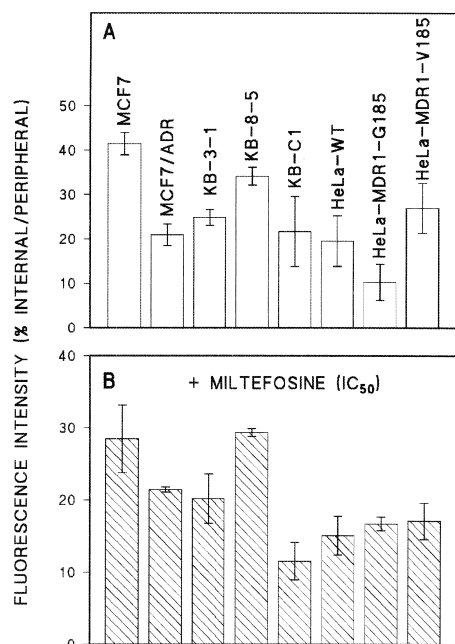 FLUORESCENCE INTENSITY (% INTERNAL/PERIPHERAL)
A
50
40
30
20
10
0
MCF7
MCF7/ADR
KB-3-1
KB-8-5
KB-C1
HeLa-WT
HeLa-MDR1-G185
HeLa-MDR1-V185
B
+ MILTEFOSINE (IC50)
40
30
20
10
0